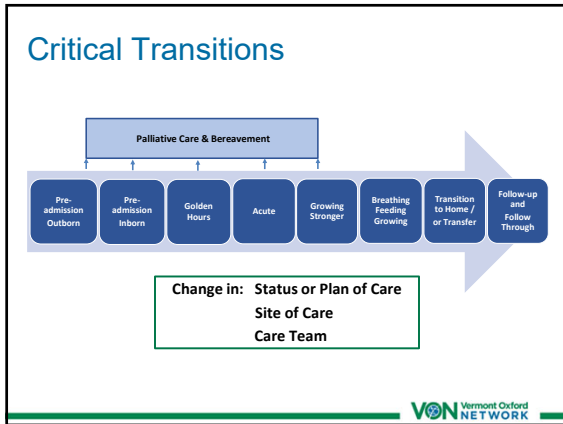 Critical Transitions
Palliative Care & Bereavement
Pre-
admission
Outborn
Pre-
admission
Inborn
Golden
Hours
Acute
Growing
Stronger
Breathing
Feeding
Growing
Transition
to Home /
or Transfer
Follow-up
and
Follow
Through
Change in: Status or Plan of Care
Site of Care
Care Team
VON Vermont Oxford
NETWORK